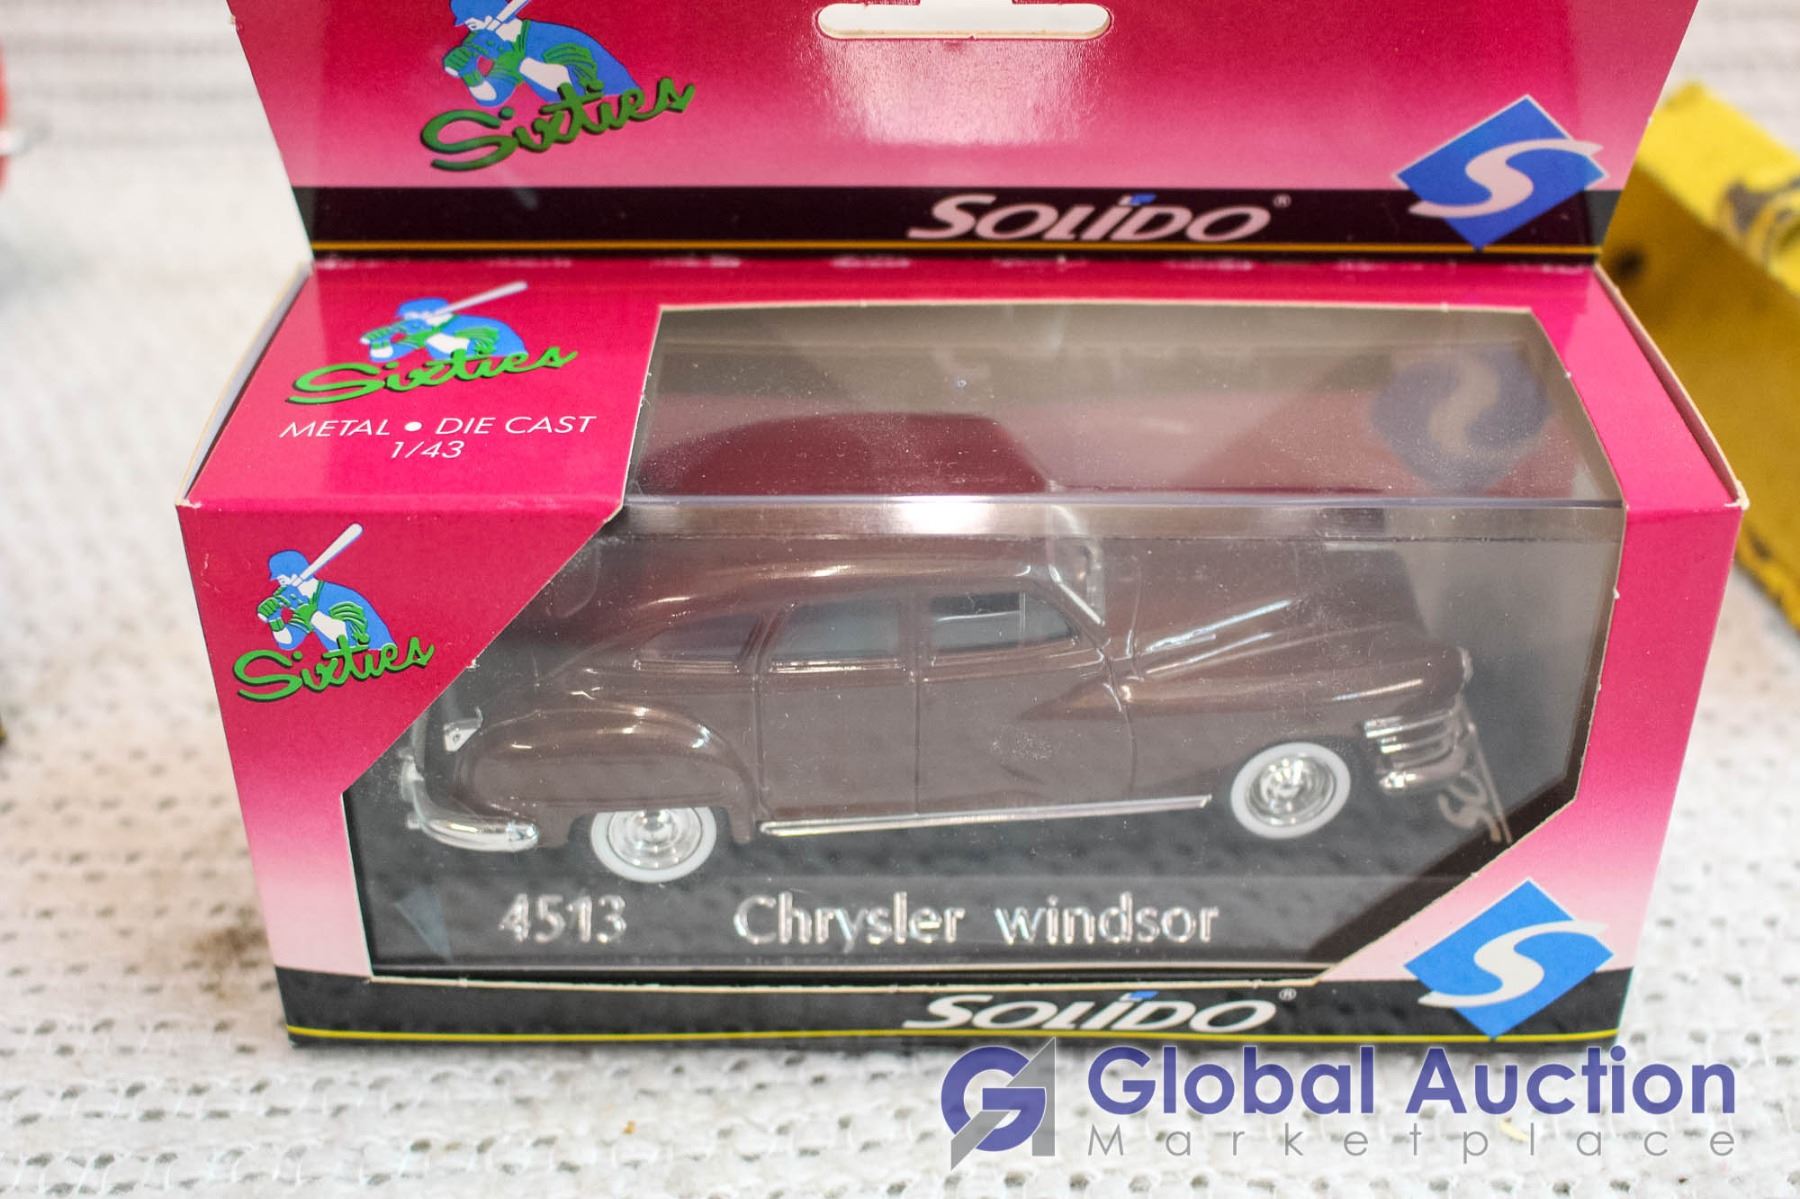 Sixties
SOLIDO®
Sixties
METAL • DIE CAST
1/43
Sixties
4513 Chrysler windsor
SOLIDO®
Global Auction
Marketplace